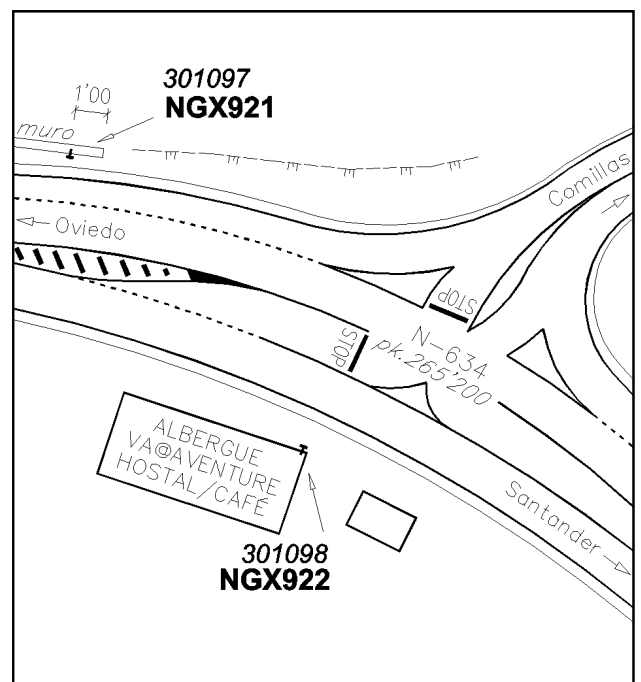 301097
NGX921
1'00
muro
Comillas
Oviedo
STOP
STOP
N-634
pk.265'200
ALBERGUE
VA@AVENTURE
HOSTAL/CAFÉ
Santander
301098
NGX922